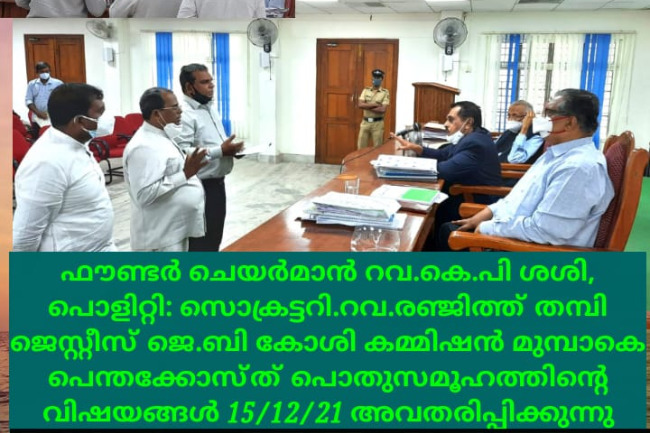 ഫൗണ്ടർ ചെയർമാൻ റവ.കെ.പി ശശി,
പൊളിറ്റി: സൊക്രട്ടറി.റവ.രഞ്ജിത്ത് തമ്പി
ജെസ്റ്റീസ് ജെ.ബി കോശി കമ്മിഷൻ മുമ്പാകെ
പെന്തക്കോസ്ത് പൊതുസമൂഹത്തിന്റെ
വിഷയങ്ങൾ 15/12/21 അവതരിപ്പിക്കുന്നു